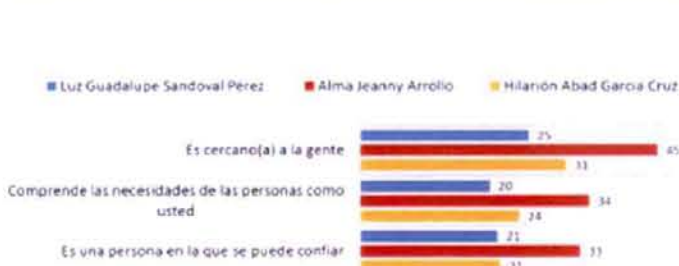 Luz Guadalupe Sandoval Pérez Alma Jeanny Arrollo Hilarión Abad García Cruz
Es cercano(a) a la gente
25
45
31
Comprende las necesidades de las personas como
usted
20
34
24
Es una persona en la que se puede confiar
21
33